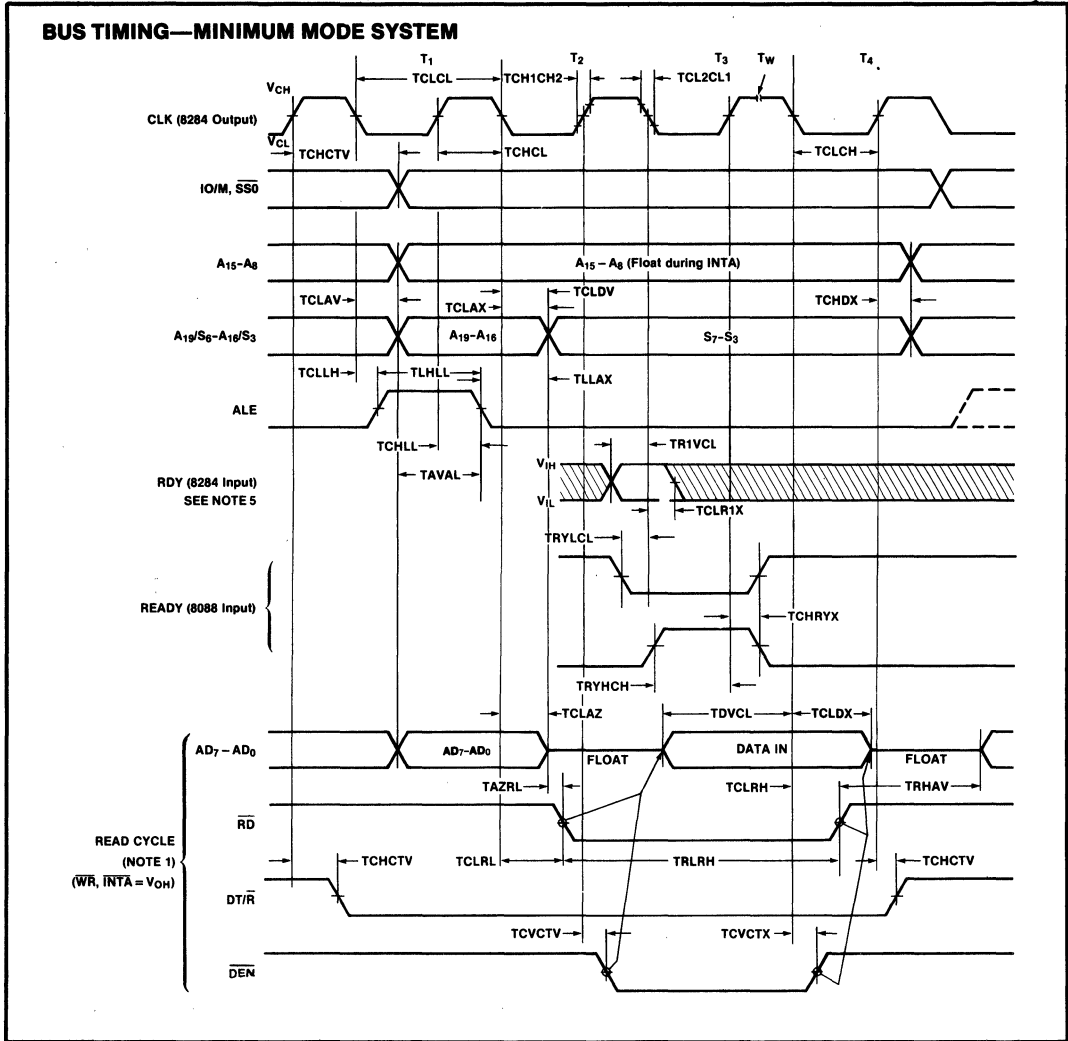 BUS TIMING—MINIMUM MODE SYSTEM
T1 T2 T3 TW T4
TCLCL TCH1CH2 TCL2CL1
VCH
CLK (8284 Output)
VCL
TCHCTV TCHCL TCLCH
IO/M, SS0
A15–A8 A15 – A8 (Float during INTA)
TCLDV
TCLAV TCLAX TCHDX
A19/S6–A16/S3 A19–A16 S7–S3
TCLLH TLHLL TLLAX
ALE
TCHLL TR1VCL
TAVAL VIH
RDY (8284 Input)
SEE NOTE 5 VIL
TCLR1X
TRYLCL
READY (8088 Input)
TCHRYX
TRYHCH
TCLAZ TDVCL TCLDX
AD7 – AD0 AD7–AD0 FLOAT DATA IN FLOAT
TAZRL TCLRH TRHAV
RD
READ CYCLE
(NOTE 1)
(WR, INTA = VOH)
TCHCTV TCLRL TRLRH TCHCTV
DT/R
TCVCTV TCVCTX
DEN